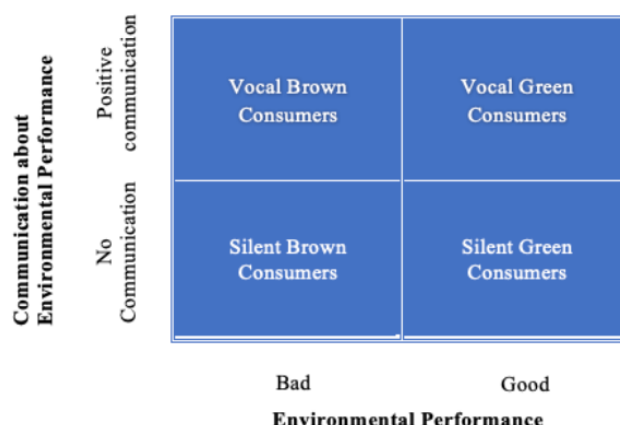 Communication about
Environmental Performance
Positive
communication
No
Communication
Vocal Brown
Consumers
Vocal Green
Consumers
Silent Brown
Consumers
Silent Green
Consumers
Bad
Good
Environmental Performance